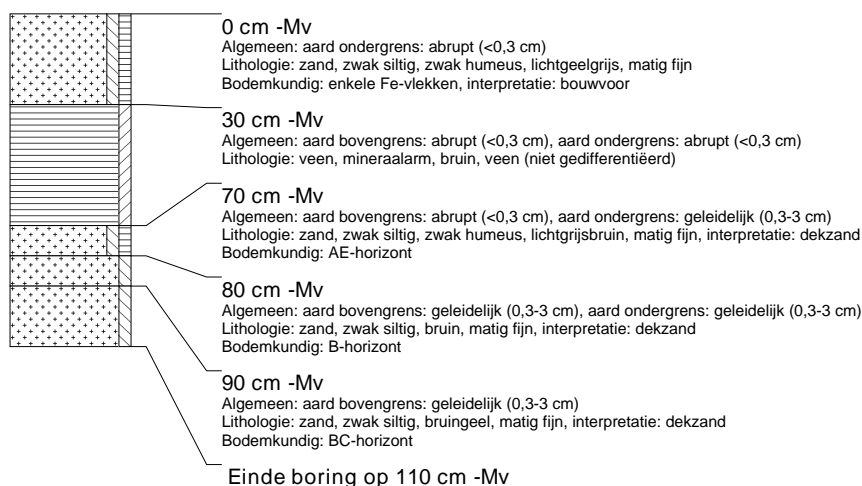 0 cm -Mv
Algemeen: aard ondergrens: abrupt (<0,3 cm)
Lithologie: zand, zwak siltig, zwak humeus, lichtgeelgrijs, matig fijn
Bodemkundig: enkele Fe-vlekken, interpretatie: bouwvoor
30 cm -Mv
Algemeen: aard bovengrens: abrupt (<0,3 cm), aard ondergrens: abrupt (<0,3 cm)
Lithologie: veen, mineraalarm, bruin, veen (niet gedifferentiëerd)
70 cm -Mv
Algemeen: aard bovengrens: abrupt (<0,3 cm), aard ondergrens: geleidelijk (0,3-3 cm)
Lithologie: zand, zwak siltig, zwak humeus, lichtgrijsbruin, matig fijn, interpretatie: dekzand
Bodemkundig: AE-horizont
80 cm -Mv
Algemeen: aard bovengrens: geleidelijk (0,3-3 cm), aard ondergrens: geleidelijk (0,3-3 cm)
Lithologie: zand, zwak siltig, bruin, matig fijn, interpretatie: dekzand
Bodemkundig: B-horizont
90 cm -Mv
Algemeen: aard bovengrens: geleidelijk (0,3-3 cm)
Lithologie: zand, zwak siltig, bruingeel, matig fijn, interpretatie: dekzand
Bodemkundig: BC-horizont
Einde boring op 110 cm -Mv